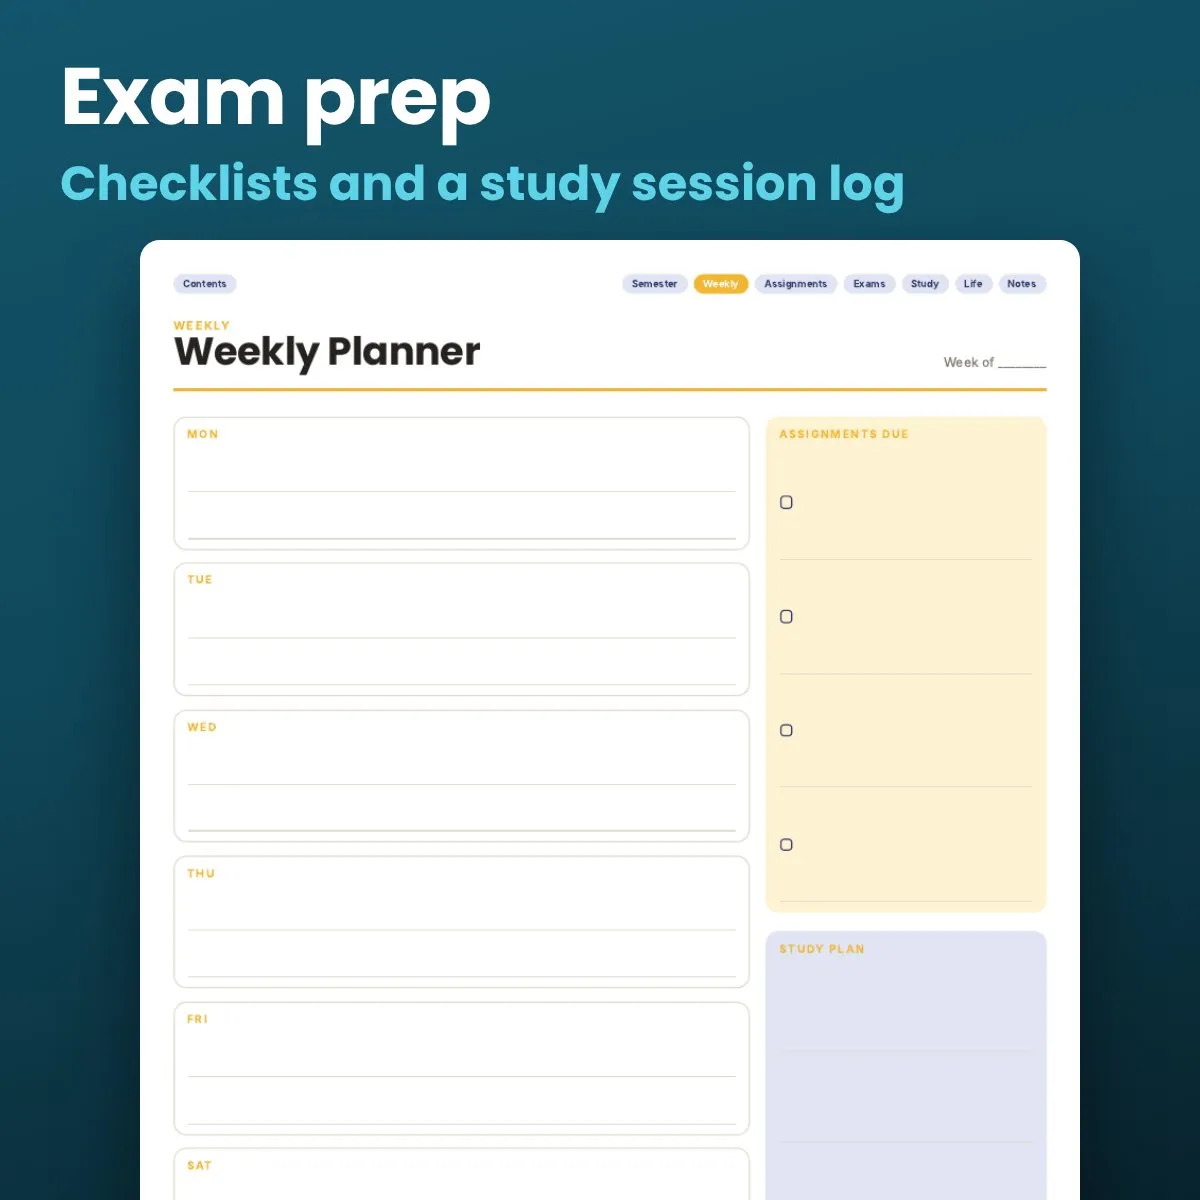 Exam prep
Checklists and a study session log
Contents
Semester Weekly Assignments Exams Study Life Notes
WEEKLY
Weekly Planner
Week of ________
MON
TUE
WED
THU
FRI
SAT
ASSIGNMENTS DUE
STUDY PLAN